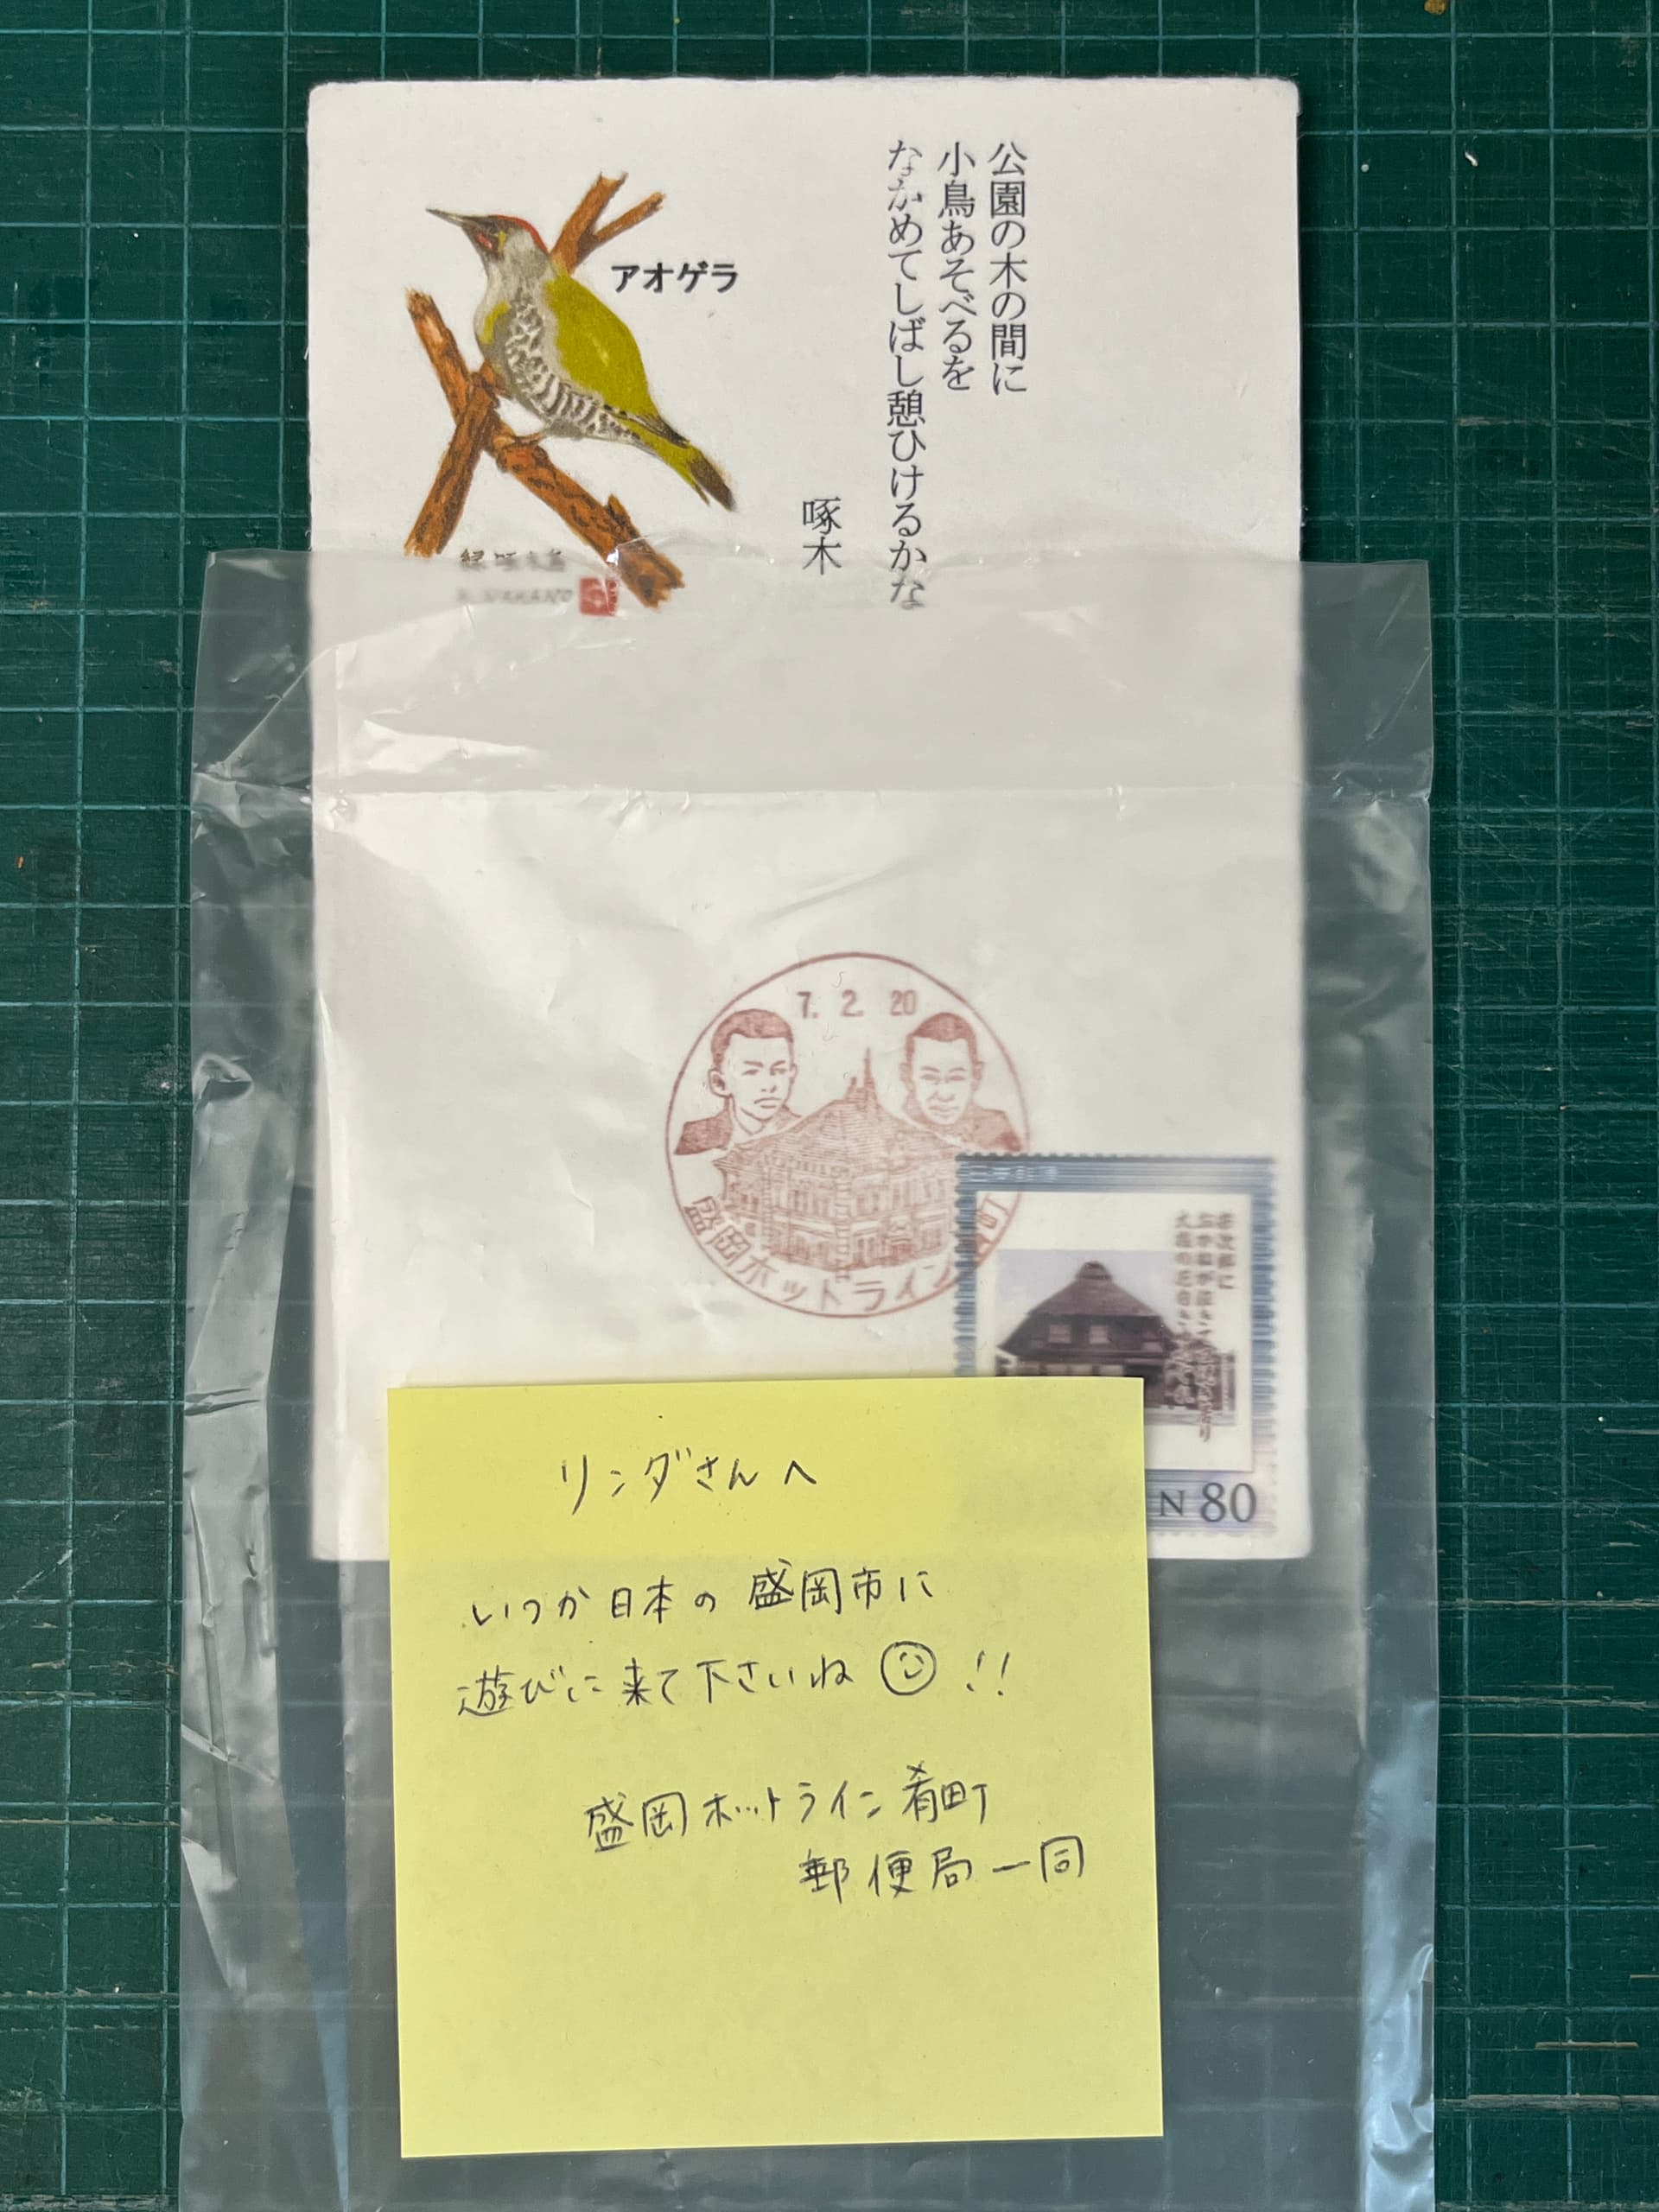 公園の木の間に
小鳥あそべるを
ながめてしばし憩ひけるかな
啄木
アオゲラ
7. 2. 20
盛岡ホットライン
N 80
リンダさんへ
いつか日本の盛岡市に
遊びに来て下さいね ☺ !!
盛岡ホットライン肴町
郵便局一同